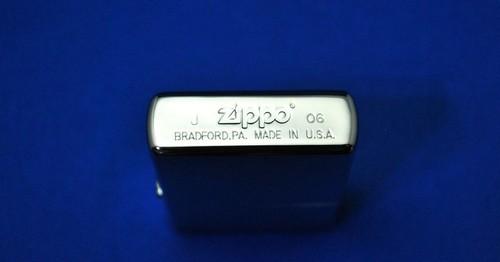 J Zippo® 06
BRADFORD,PA. MADE IN U.S.A.